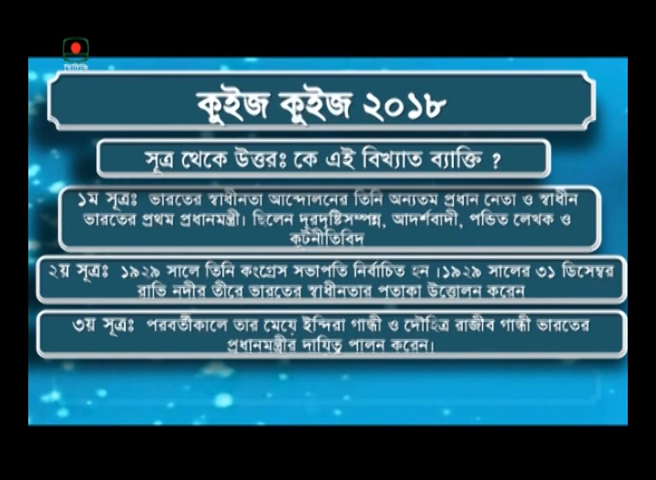 কুইজ কুইজ ২০১৮
সূত্র থেকে উত্তরঃ কে এই বিখ্যাত ব্যাক্তি ?
১ম সূত্রঃ ভারতের স্বাধীনতা আন্দোলনের তিনি অন্যতম প্রধান নেতা ও স্বাধীন
ভারতের প্রথম প্রধানমন্ত্রী। ছিলেন দুরদৃষ্টিসম্পন্ন, আদর্শবাদী, পন্ডিত লেখক ও
কূটনীতিবিদ
২য় সূত্রঃ ১৯২৯ সালে তিনি কংগ্রেস সভাপতি নির্বাচিত হন ।১৯২৯ সালের ৩১ ডিসেম্বর
রাভি নদীর তীরে ভারতের স্বাধীনতার পতাকা উত্তোলন করেন
৩য় সূত্রঃ পরবর্তীকালে তার মেয়ে ইন্দিরা গান্ধী ও দৌহিত্র রাজীব গান্ধী ভারতের
প্রধানমন্ত্রীর দায়িত্ব পালন করেন।